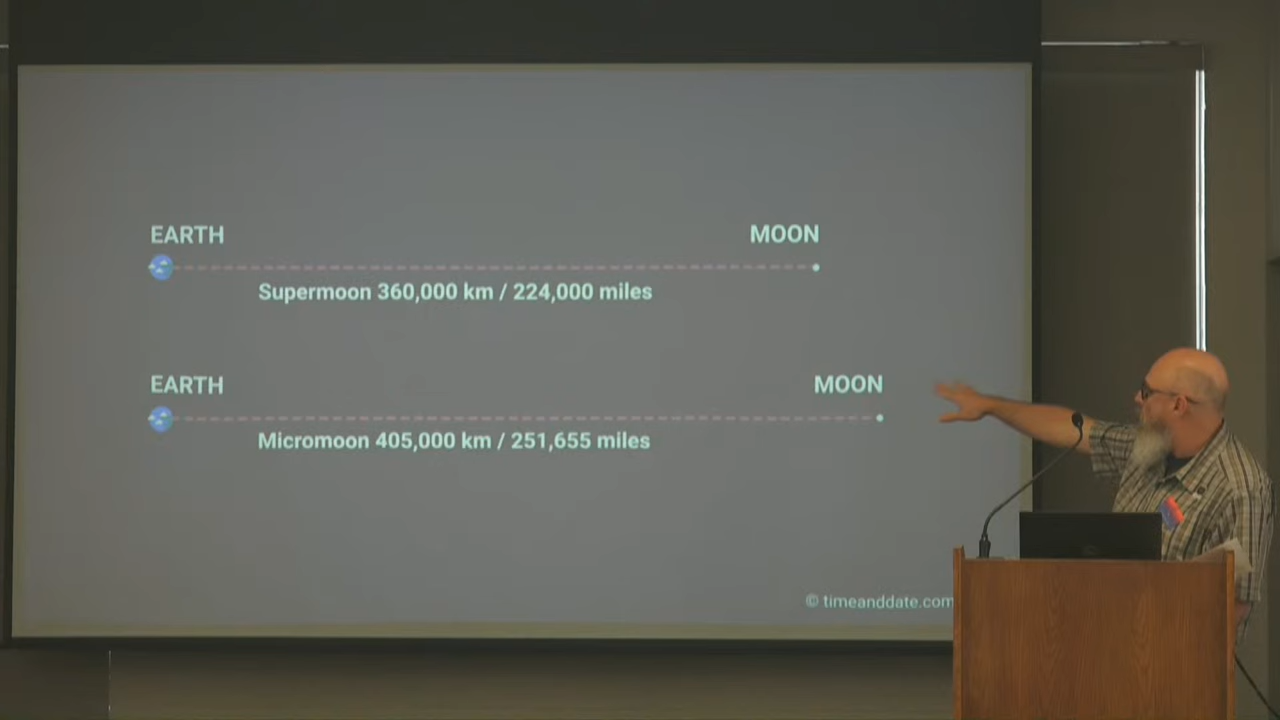 EARTH MOON
Supermoon 360,000 km / 224,000 miles
EARTH MOON
Micromoon 405,000 km / 251,655 miles
© timeanddate.com